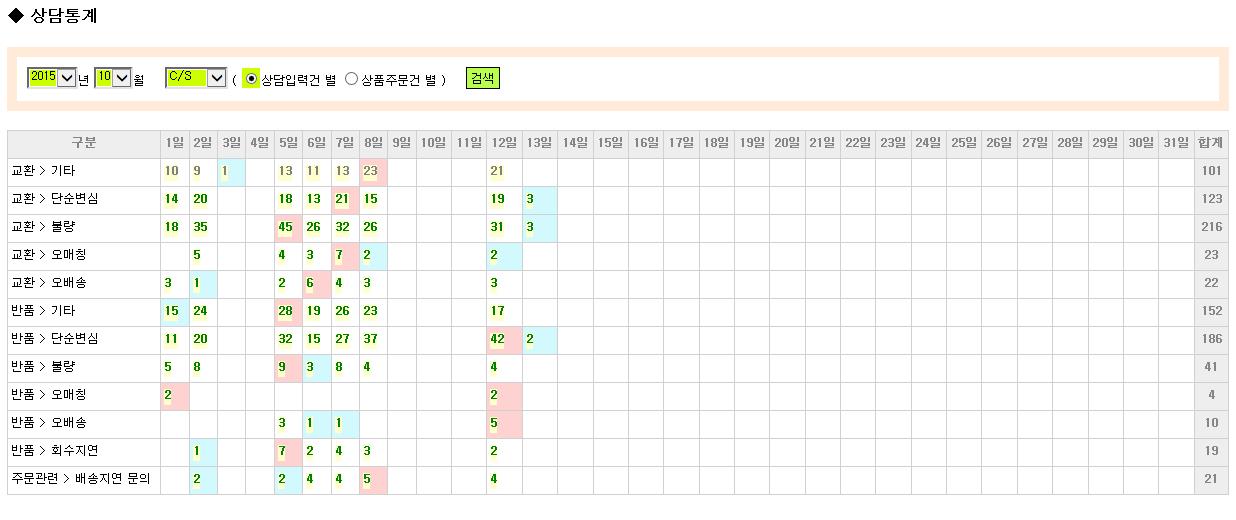 ◆ 상담통계
2015 년 10 월 C/S ( 상담입력건 별 상품주문건 별 ) 검색
구분 1일 2일 3일 4일 5일 6일 7일 8일 9일 10일 11일 12일 13일 14일 15일 16일 17일 18일 19일 20일 21일 22일 23일 24일 25일 26일 27일 28일 29일 30일 31일 합계
교환 > 기타 10 9 1 13 11 13 23 21 101
교환 > 단순변심 14 20 18 13 21 15 19 3 123
교환 > 불량 18 35 45 26 32 26 31 3 216
교환 > 오매칭 5 4 3 7 2 2 23
교환 > 오배송 3 1 2 6 4 3 3 22
반품 > 기타 15 24 28 19 26 23 17 152
반품 > 단순변심 11 20 32 15 27 37 42 2 186
반품 > 불량 5 8 9 3 8 4 4 41
반품 > 오매칭 2 2 4
반품 > 오배송 3 1 1 5 10
반품 > 회수지연 1 7 2 4 3 2 19
주문관련 > 배송지연 문의 2 2 4 4 5 4 21